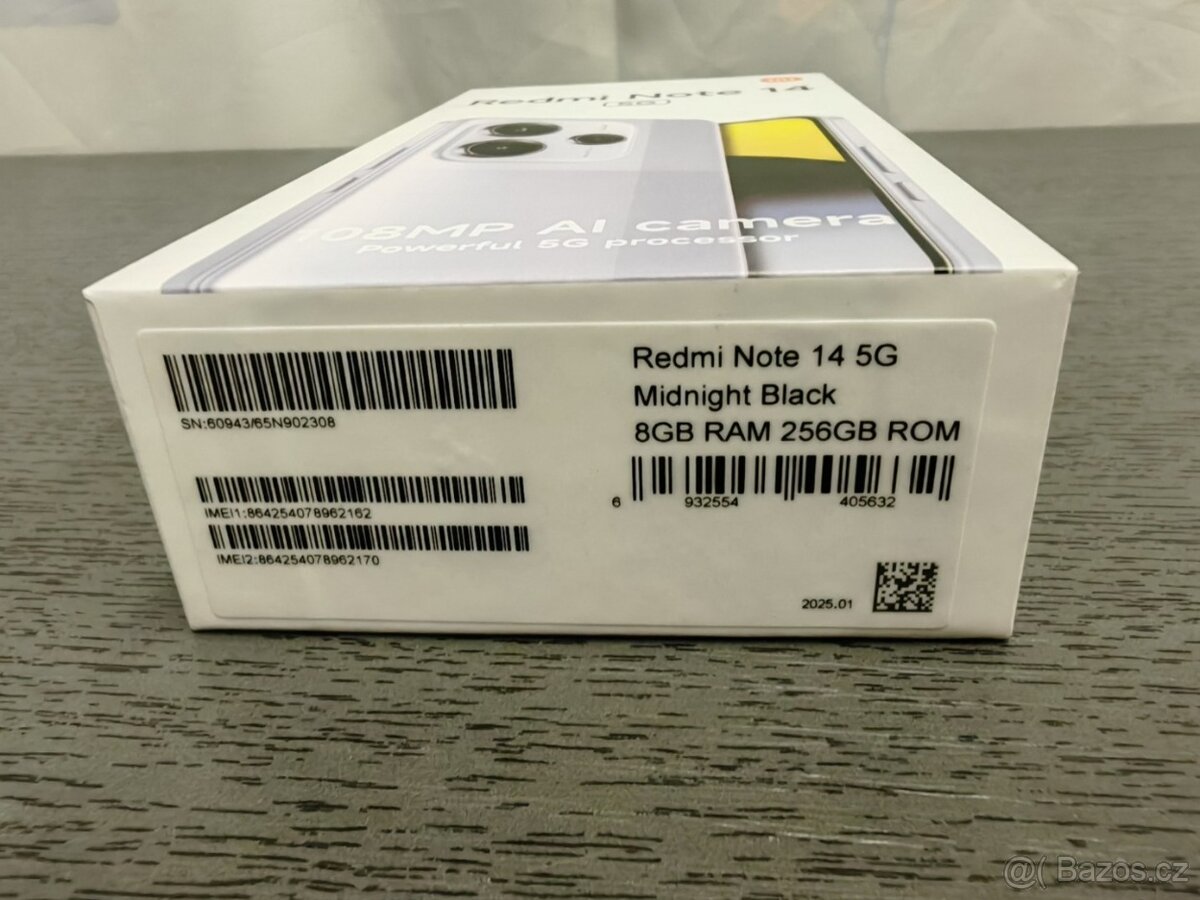 Redmi Note 14
5G
108MP AI camera
Powerful 5G processor
SN:60943/65N902308
IMEI1:864254078962162
IMEI2:864254078962170
Redmi Note 14 5G
Midnight Black
8GB RAM 256GB ROM
6 932554 405632
2025.01
@( Bazoš.cz